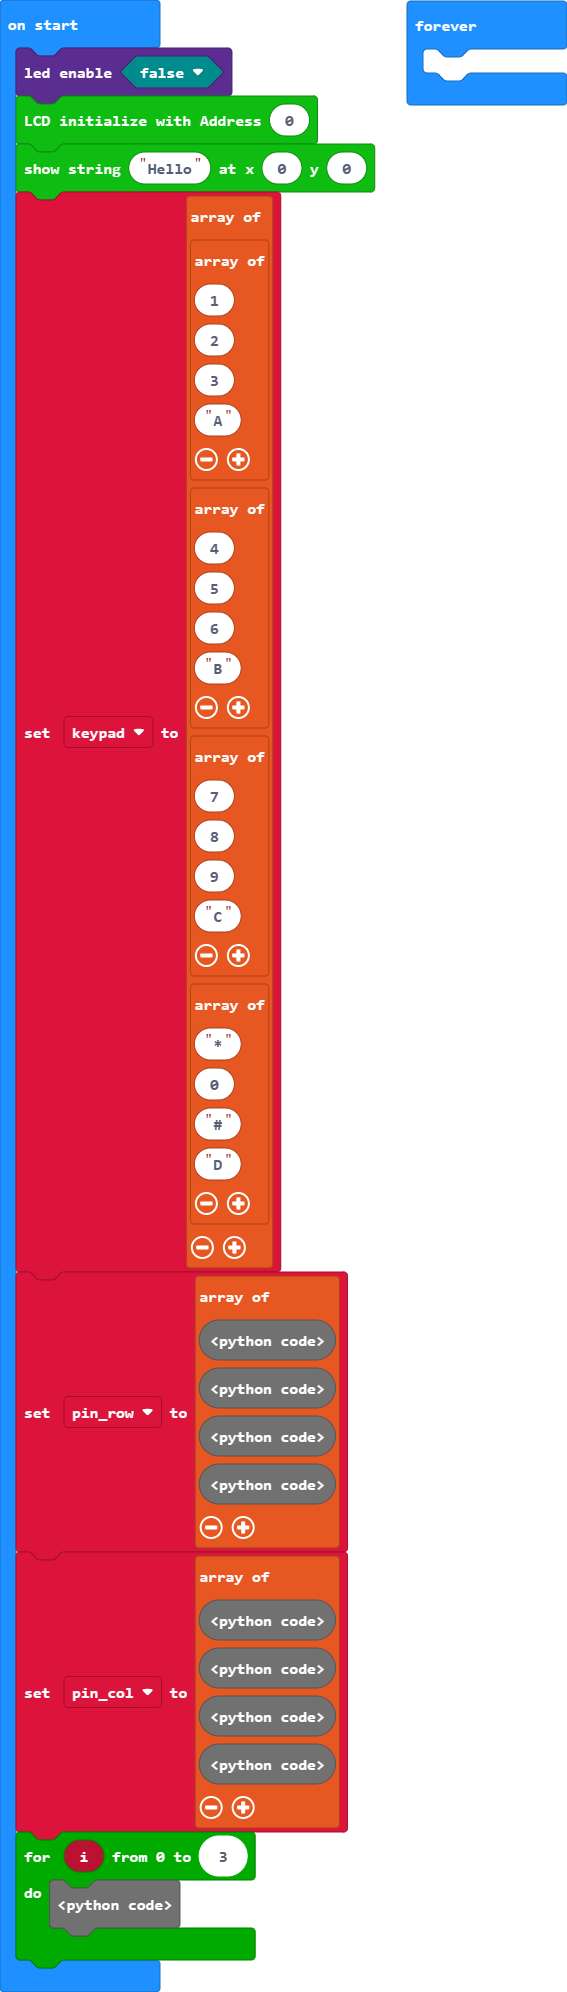 on start
forever
led enable false
LCD initialize with Address 0
show string "Hello" at x 0 y 0
array of
array of
1
2
3
"A"
array of
4
5
6
"B"
set keypad to
array of
7
8
9
"C"
array of
"*"
0
"#"
"D"
array of
<python code>
<python code>
set pin_row to
<python code>
<python code>
array of
<python code>
<python code>
set pin_col to
<python code>
<python code>
for i from 0 to 3
do
<python code>